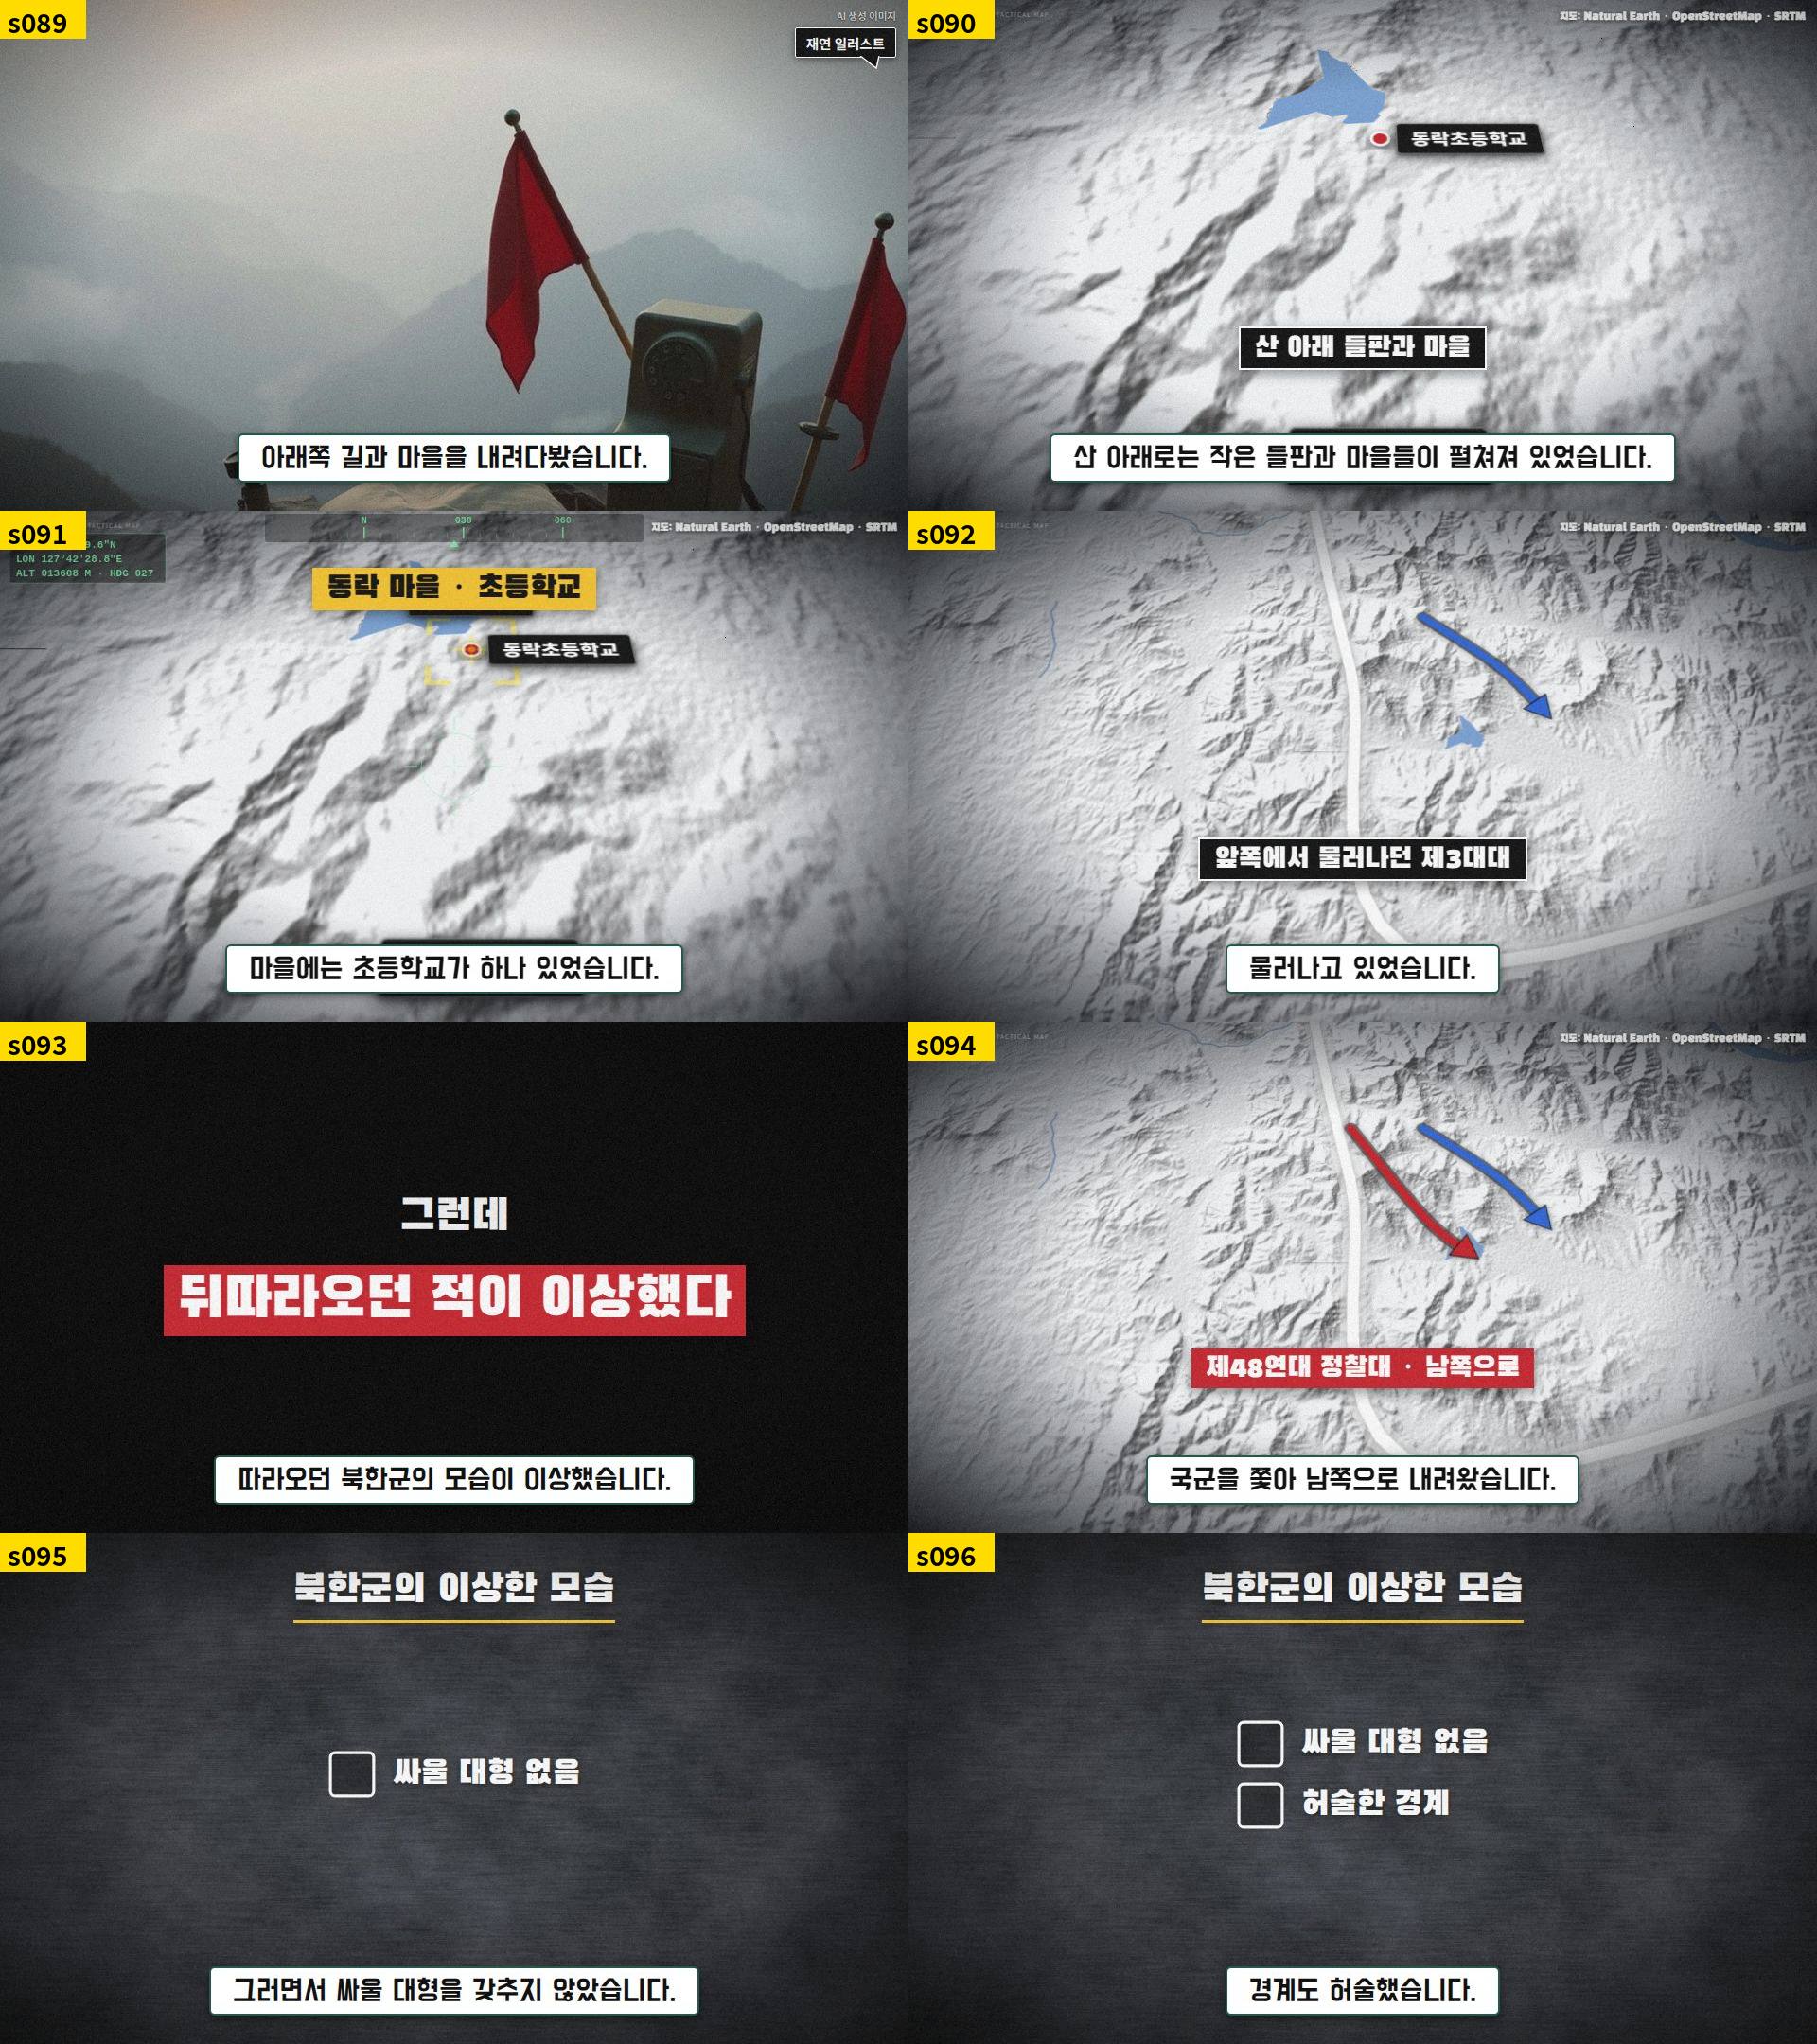 s089
AI 생성 이미지
재연 일러스트
아래쪽 길과 마을을 내려다봤습니다.
s090
TACTICAL MAP
지도: Natural Earth · OpenStreetMap · SRTM
동락초등학교
산 아래 들판과 마을
산 아래로는 작은 들판과 마을들이 펼쳐져 있었습니다.
s091
TACTICAL MAP
N 030 060
지도: Natural Earth · OpenStreetMap · SRTM
LON 127°42'28.8"E
ALT 013608 M · HDG 027
동락 마을 · 초등학교
동락초등학교
마을에는 초등학교가 하나 있었습니다.
s092
TACTICAL MAP
지도: Natural Earth · OpenStreetMap · SRTM
앞쪽에서 물러나던 제3대대
물러나고 있었습니다.
s093
그런데
뒤따라오던 적이 이상했다
따라오던 북한군의 모습이 이상했습니다.
s094
TACTICAL MAP
지도: Natural Earth · OpenStreetMap · SRTM
제48연대 정찰대 · 남쪽으로
국군을 쫓아 남쪽으로 내려왔습니다.
s095
북한군의 이상한 모습
싸울 대형 없음
그러면서 싸울 대형을 갖추지 않았습니다.
s096
북한군의 이상한 모습
싸울 대형 없음
허술한 경계
경계도 허술했습니다.